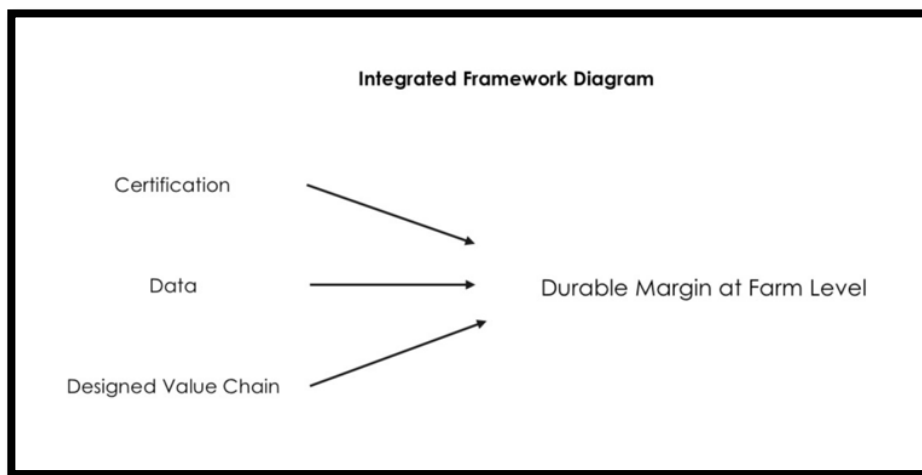 Integrated Framework Diagram
Certification
Data
Durable Margin at Farm Level
Designed Value Chain